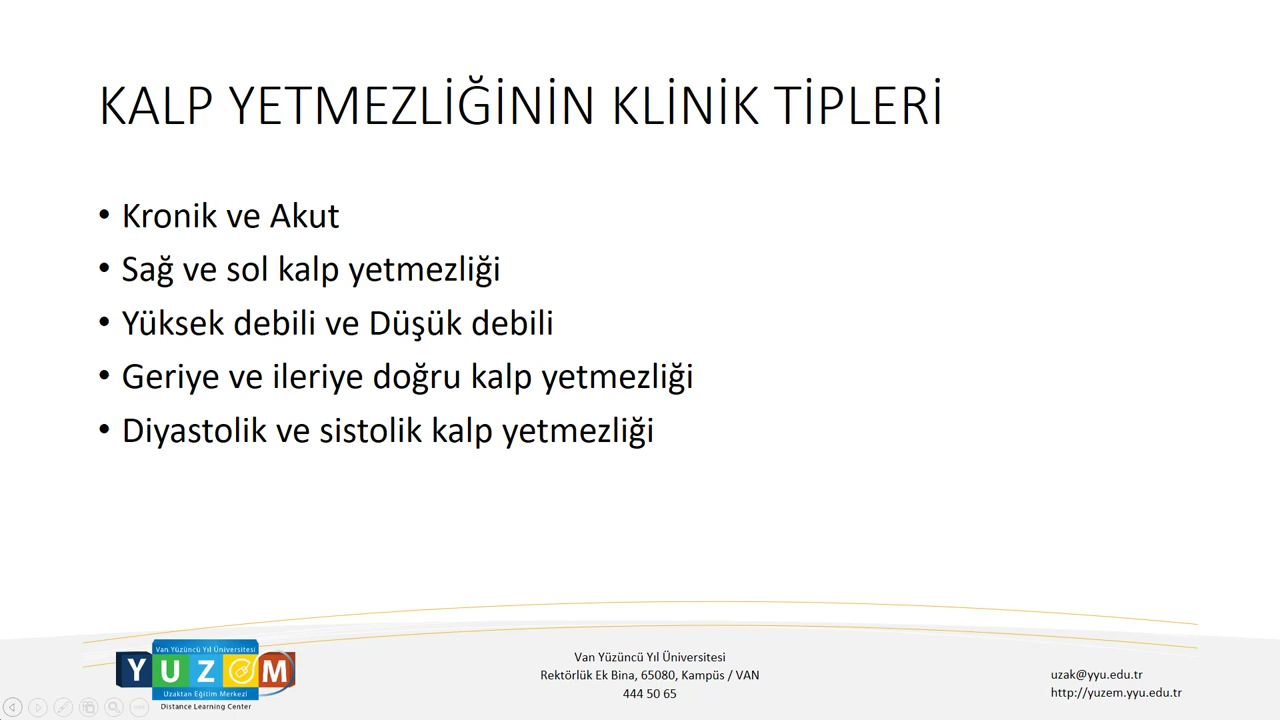 KALP YETMEZLİĞİNİN KLİNİK TİPLERİ
• Kronik ve Akut
• Sağ ve sol kalp yetmezliği
• Yüksek debili ve Düşük debili
• Geriye ve ileriye doğru kalp yetmezliği
• Diyastolik ve sistolik kalp yetmezliği
Van Yüzüncü Yıl Üniversitesi
YUZEM
Uzaktan Eğitim Merkezi
Distance Learning Center
Van Yüzüncü Yıl Üniversitesi
Rektörlük Ek Bina, 65080, Kampüs / VAN
444 50 65
uzak@yyu.edu.tr
http://yuzem.yyu.edu.tr